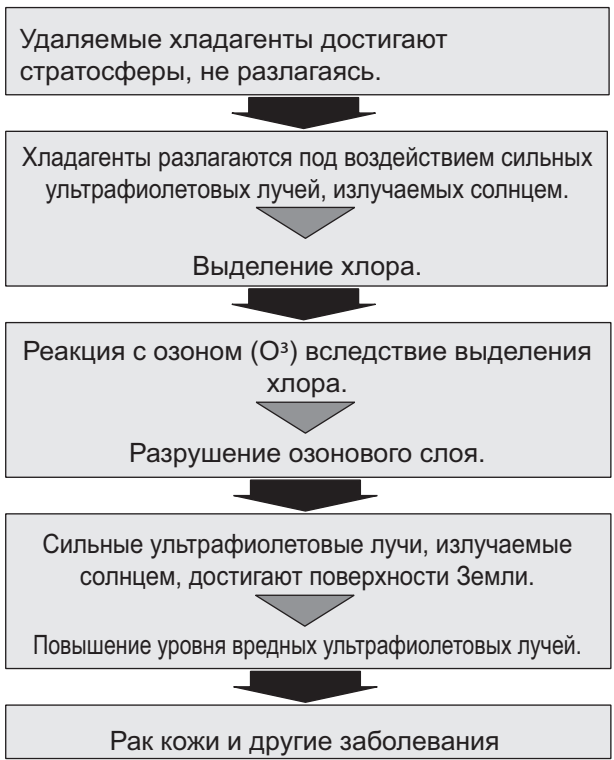 Удаляемые хладагенты достигают
стратосферы, не разлагаясь.
Хладагенты разлагаются под воздействием сильных
ультрафиолетовых лучей, излучаемых солнцем.
Выделение хлора.
Реакция с озоном (O³) вследствие выделения
хлора.
Разрушение озонового слоя.
Сильные ультрафиолетовые лучи, излучаемые
солнцем, достигают поверхности Земли.
Повышение уровня вредных ультрафиолетовых лучей.
Рак кожи и другие заболевания